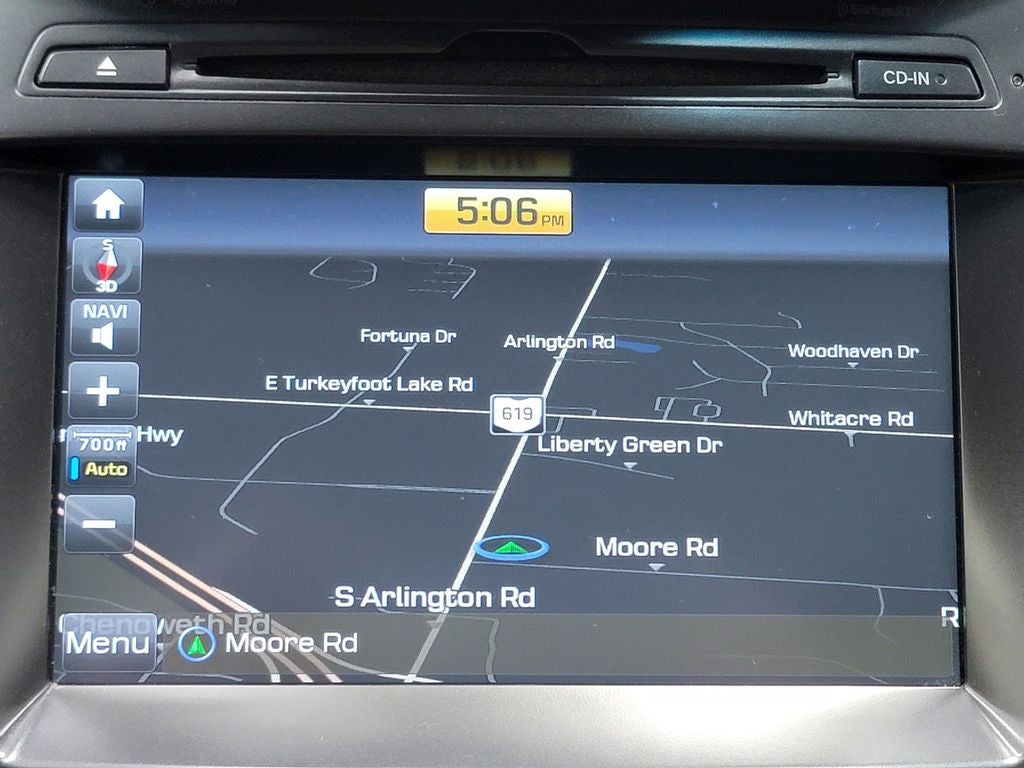 CD-IN
5:06 PM
S
3D
NAVI
Fortuna Dr
Arlington Rd
Woodhaven Dr
E Turkeyfoot Lake Rd
619
Whitacre Rd
Hwy
Liberty Green Dr
700ft
Auto
Moore Rd
S Arlington Rd
R
Chenoweth Rd
Menu
Moore Rd